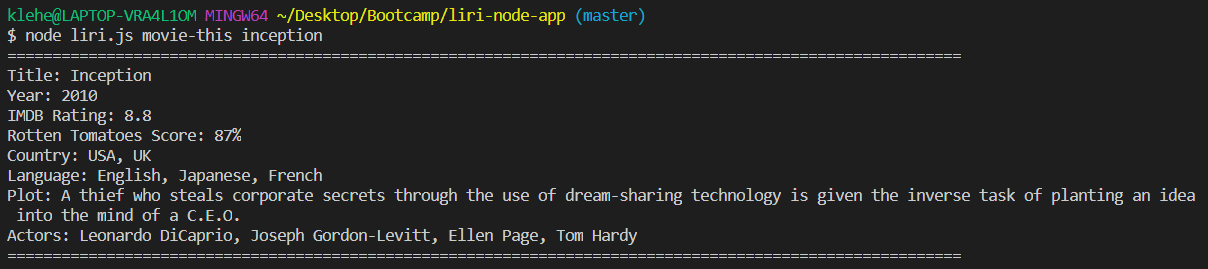 klehe@LAPTOP-VRA4L1OM MINGW64 ~/Desktop/Bootcamp/liri-node-app (master)
$ node liri.js movie-this inception
==========================================================================================================
Title: Inception
Year: 2010
IMDB Rating: 8.8
Rotten Tomatoes Score: 87%
Country: USA, UK
Language: English, Japanese, French
Plot: A thief who steals corporate secrets through the use of dream-sharing technology is given the inverse task of planting an idea
 into the mind of a C.E.O.
Actors: Leonardo DiCaprio, Joseph Gordon-Levitt, Ellen Page, Tom Hardy
==========================================================================================================